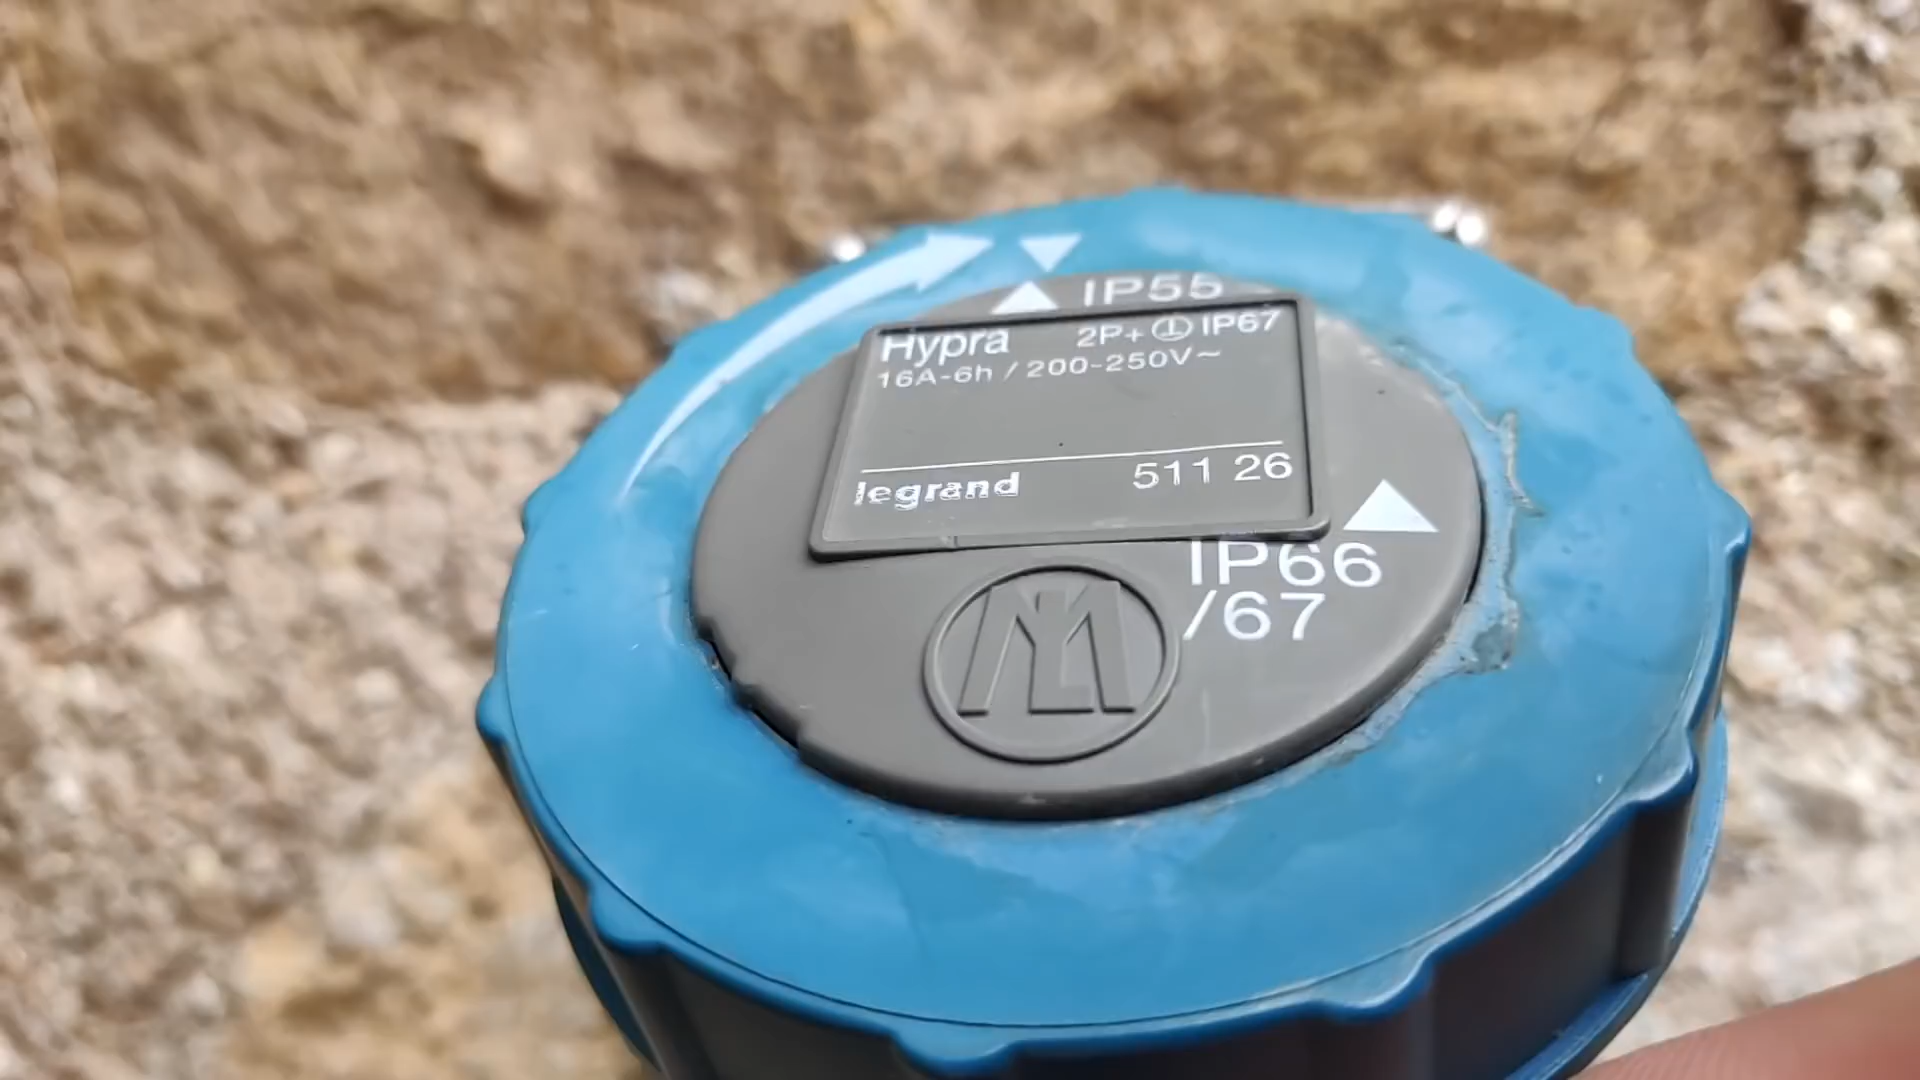 IP55
Hypra 2P+⏚ IP67
16A-6h / 200-250V~
legrand 511 26
IP66
/67